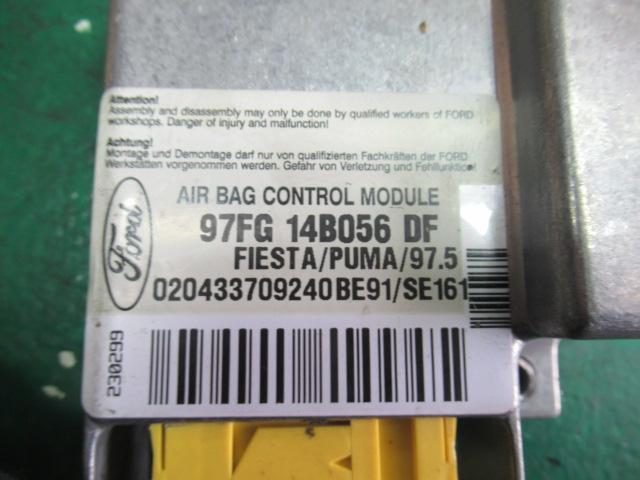 Attention!
Assembly and disassembly may only be done by qualified workers of FORD
workshops. Danger of injury and malfunction!
Achtung!
Montage und Demontage darf nur von qualifizierten Fachkräften der FORD
Werkstätten vorgenommen werden. Gefahr von Verletzung und Fehlfunktion!
Ford
AIR BAG CONTROL MODULE
97FG 14B056 DF
FIESTA/PUMA/97.5
020433709240BE91/SE161
230299